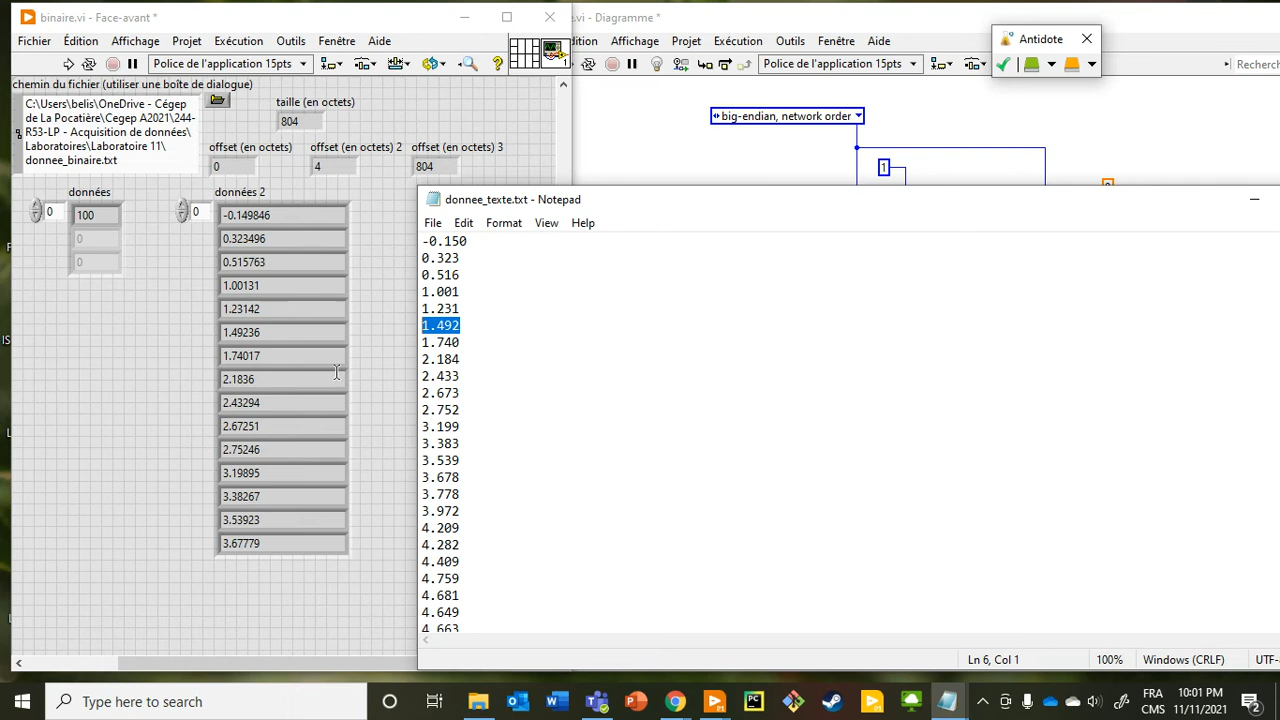 binaire.vi - Face-avant *
.vi - Diagramme *
Antidote
Fichier Édition Affichage Projet Exécution Outils Fenêtre Aide
dition Affichage Projet Exécution Outils Fenêtre Aide
Police de l'application 15pts
Police de l'application 15pts
Recherc
chemin du fichier (utiliser une boîte de dialogue)
C:\Users\belis\OneDrive - Cégep
de La Pocatière\Cegep A2021\244-
R53-LP - Acquisition de données\
Laboratoires\Laboratoire 11\
donnee_binaire.txt
taille (en octets)
804
offset (en octets) offset (en octets) 2 offset (en octets) 3
0 4 804
big-endian, network order
1
données
0 100
0
0
données 2
0 -0.149846
0.323496
0.515763
1.00131
1.23142
1.49236
1.74017
2.1836
2.43294
2.67251
2.75246
3.19895
3.38267
3.53923
3.67779
donnee_texte.txt - Notepad
File Edit Format View Help
-0.150
0.323
0.516
1.001
1.231
1.492
1.740
2.184
2.433
2.673
2.752
3.199
3.383
3.539
3.678
3.778
3.972
4.209
4.282
4.409
4.759
4.681
4.649
4.663
Ln 6, Col 1 100% Windows (CRLF) UTF-
Type here to search
FRA
CMS
10:01 PM
11/11/2021
2